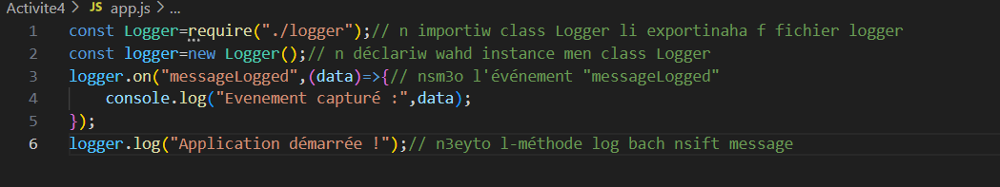 Activite4 > JS app.js > ...
1 const Logger=require("./logger");// n importiw class Logger li exportinaha f fichier logger
2 const logger=new Logger();// n déclariw wahd instance men class Logger
3 logger.on("messageLogged",(data)=>{// nsm3o l'événement "messageLogged"
4     console.log("Evenement capturé :",data);
5 });
6 logger.log("Application démarrée !");// n3eyto l-méthode log bach nsift message